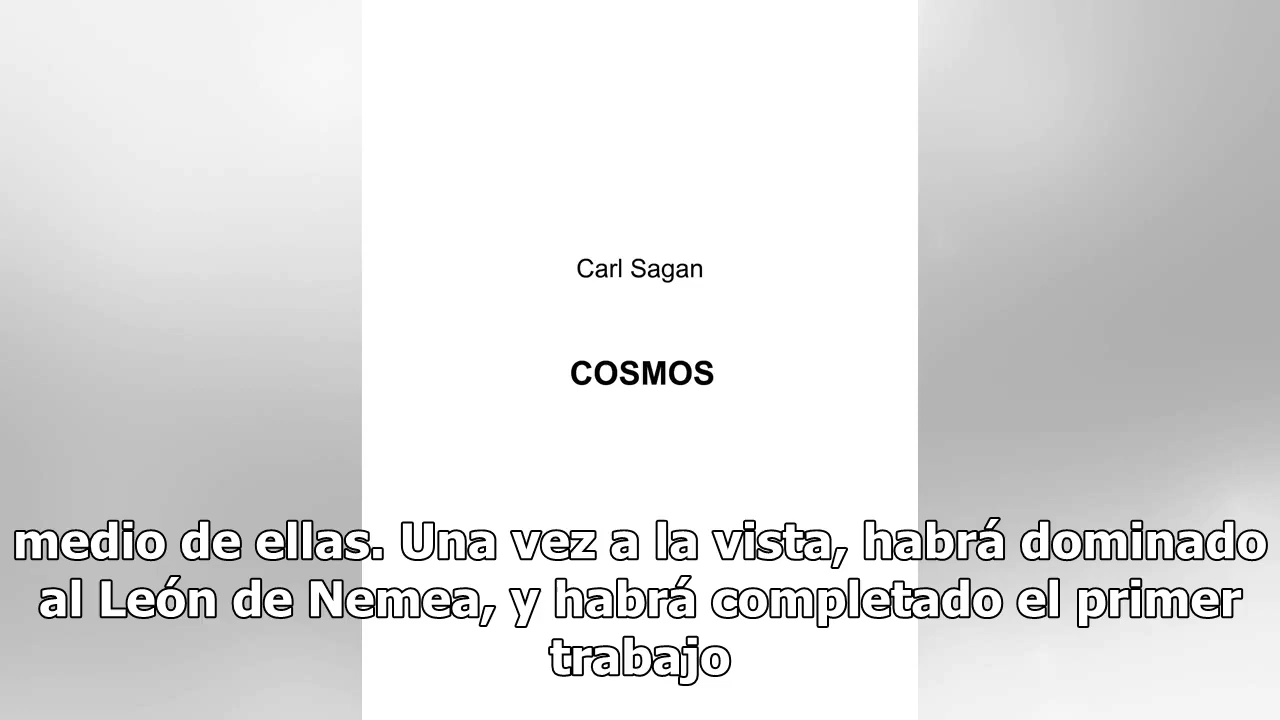 Carl Sagan
COSMOS
medio de ellas. Una vez a la vista, habrá dominado
al León de Nemea, y habrá completado el primer
trabajo